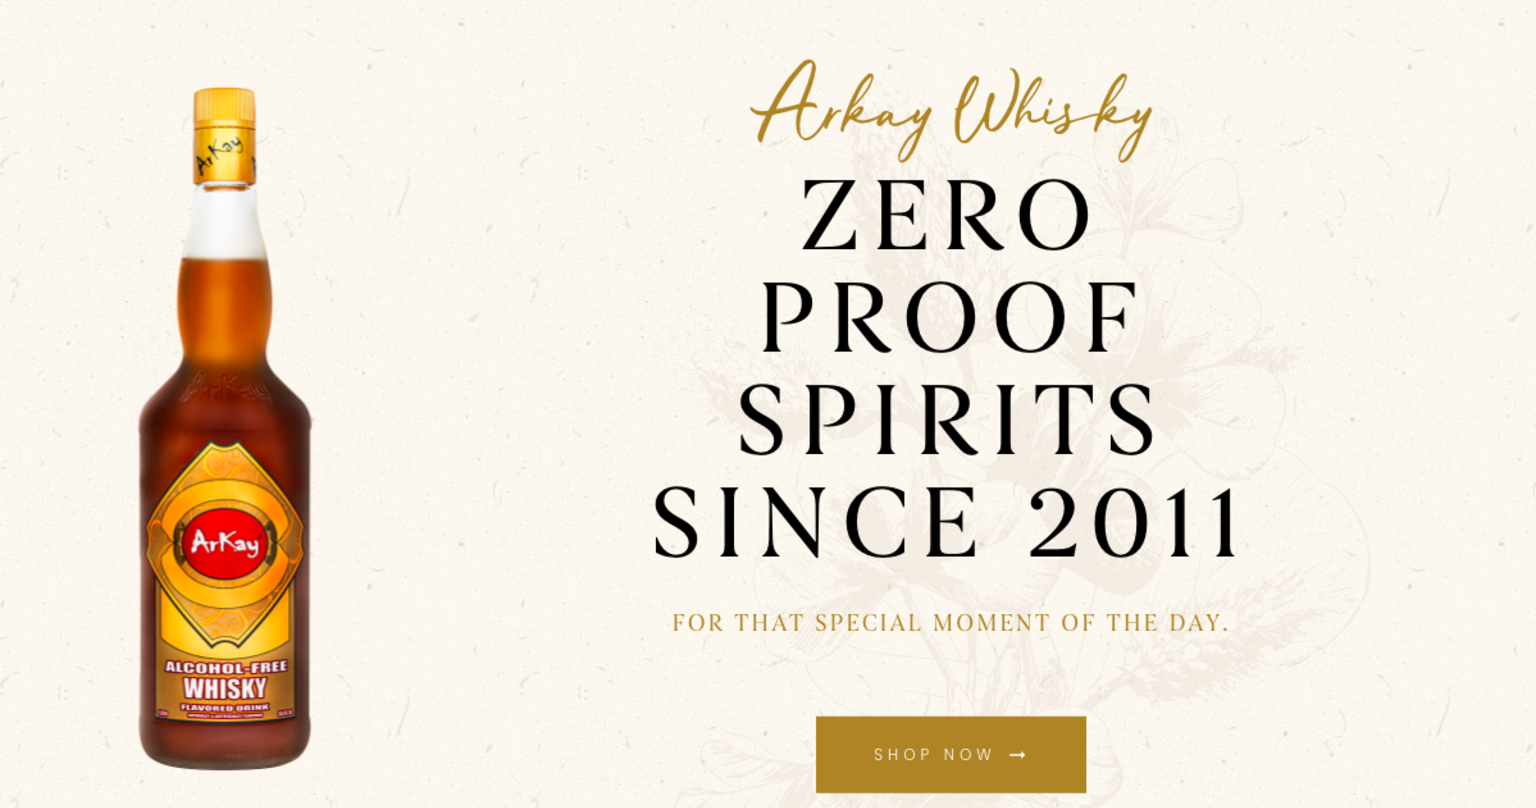 Arkay Whisky
ZERO
PROOF
SPIRITS
SINCE 2011
FOR THAT SPECIAL MOMENT OF THE DAY.
SHOP NOW →
ArKay
ArKay
ArKay
ALCOHOL-FREE
WHISKY
FLAVORED DRINK